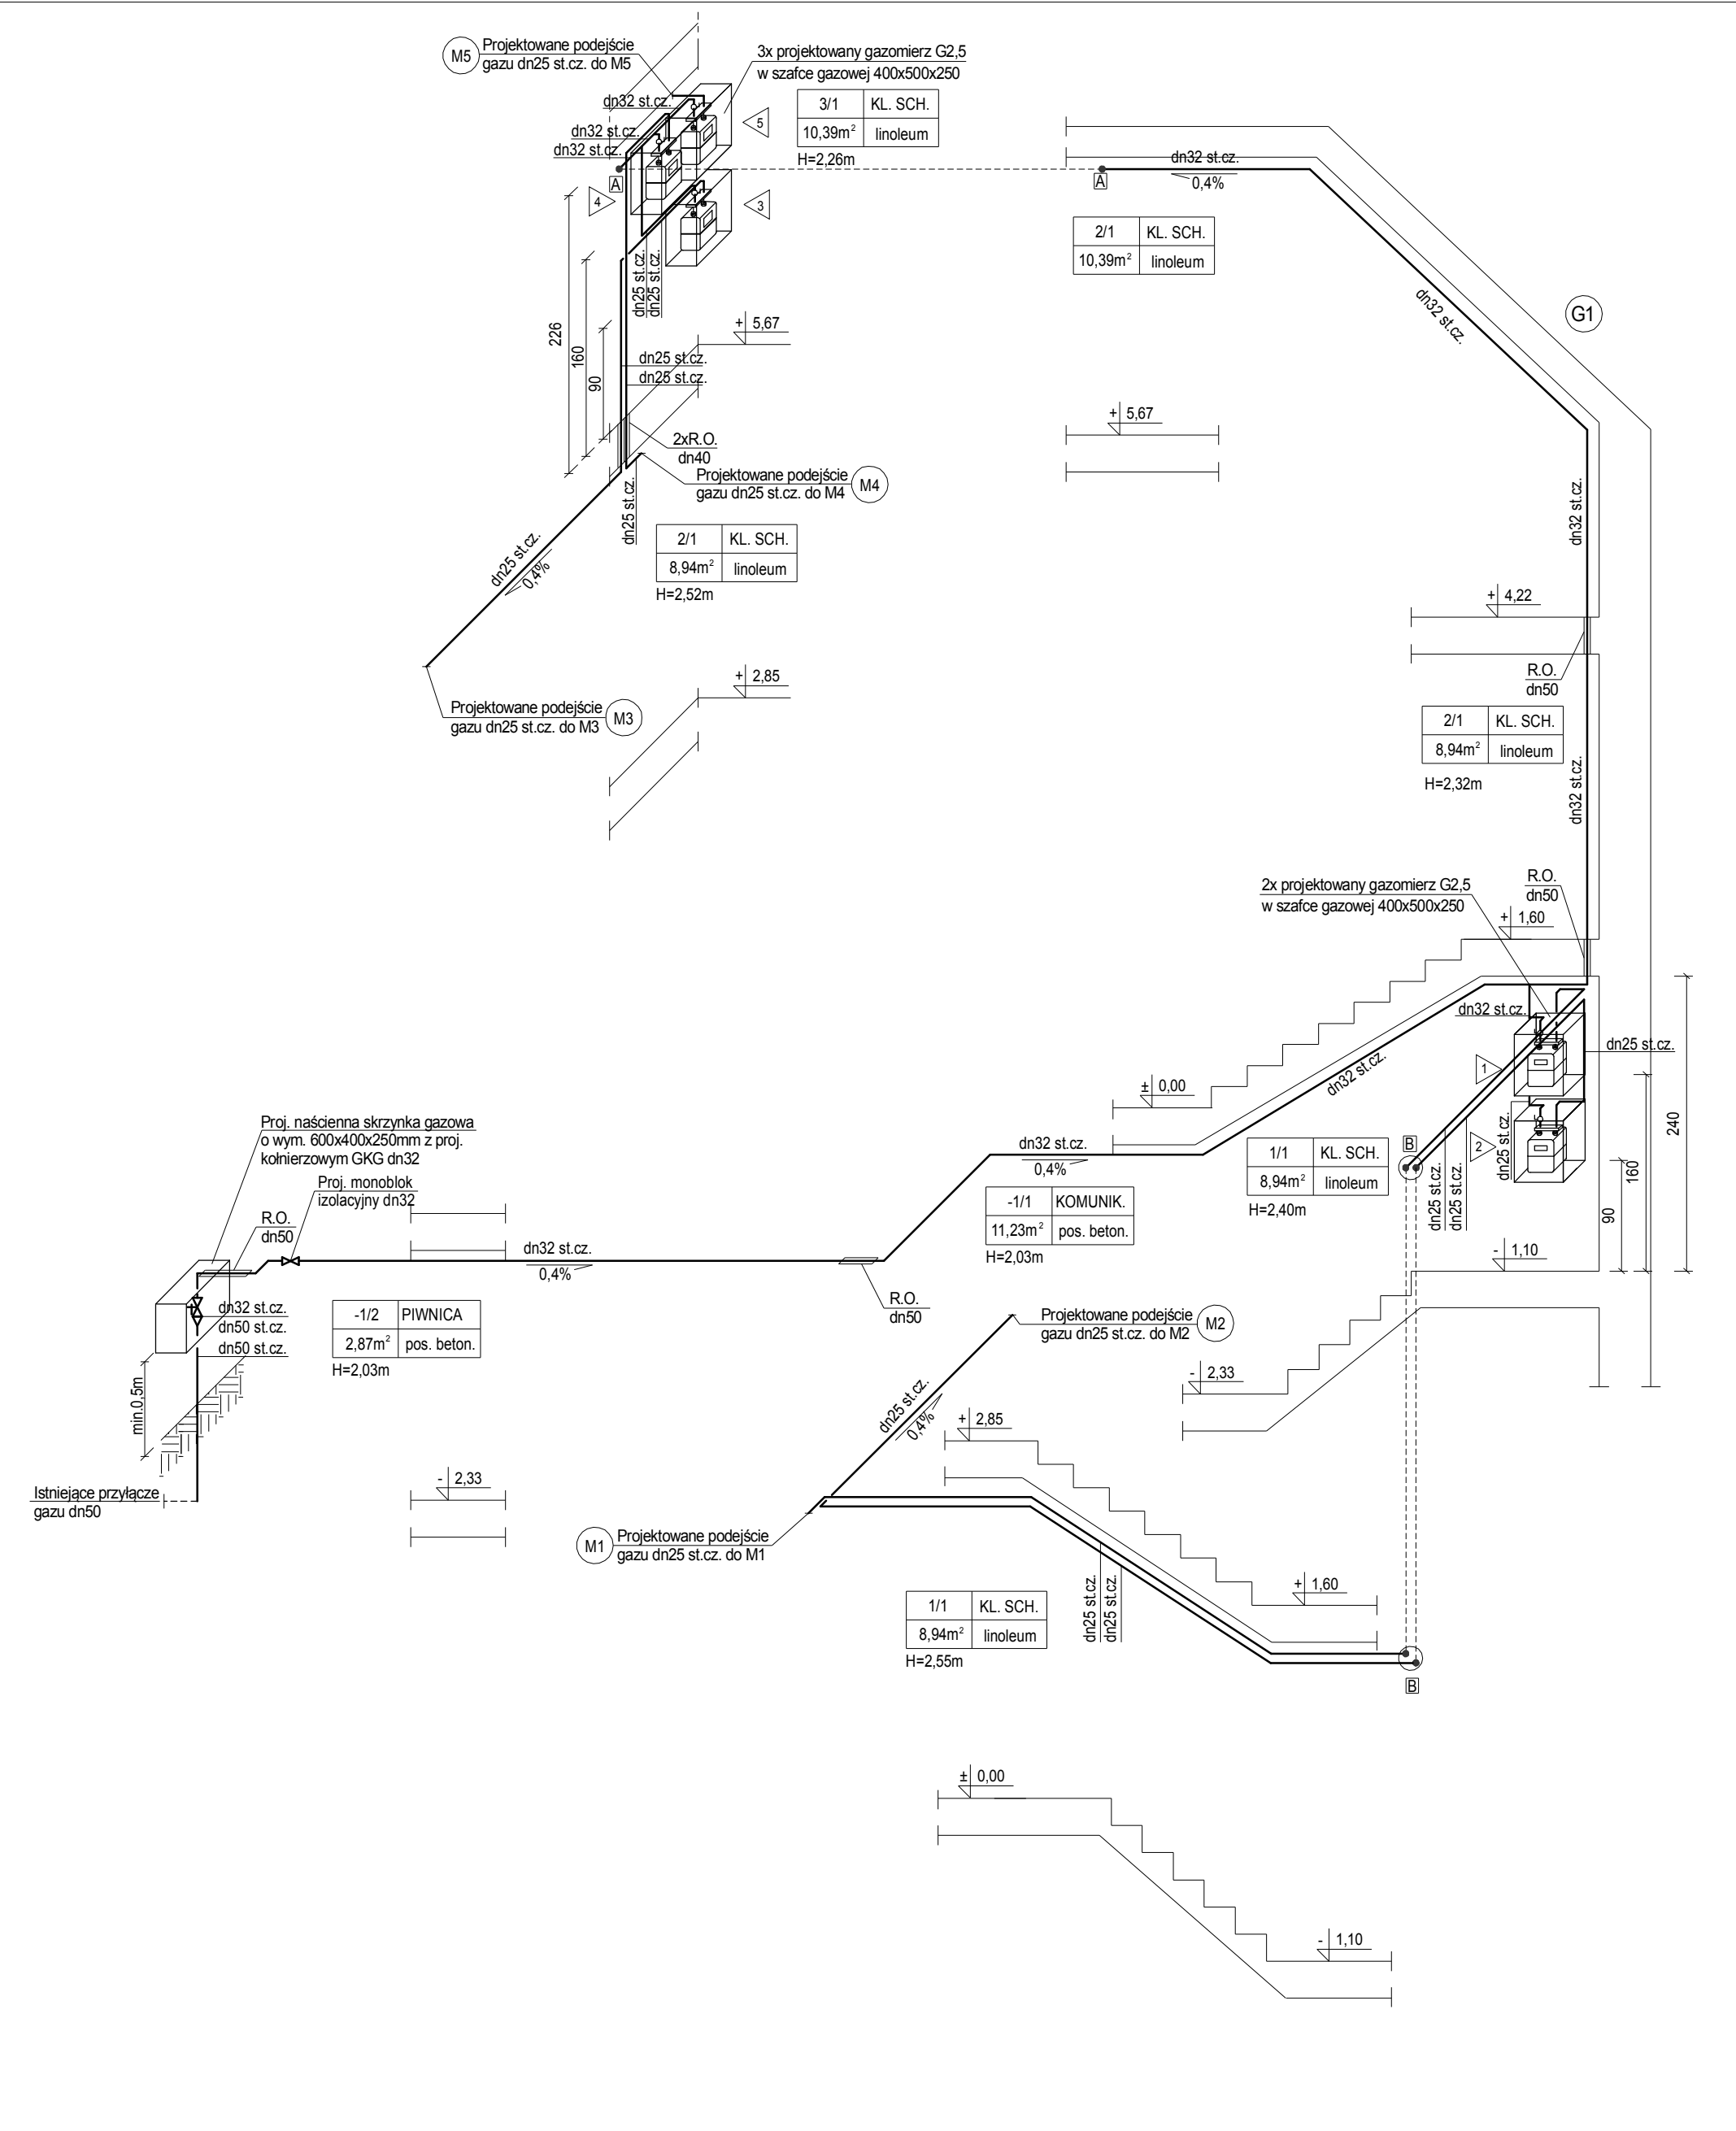 M5
Projektowane podejście
gazu dn25 st.cz. do M5
3x projektowany gazomierz G2,5
w szafce gazowej 400x500x250
dn32 st.cz.
dn32 st.cz.
dn32 st.cz.
A
4
5
3
3/1 KL. SCH.
10,39m² linoleum
H=2,26m
A
dn32 st.cz.
0,4%
2/1 KL. SCH.
10,39m² linoleum
dn32 st.cz.
G1
dn25 st.cz.
dn25 st.cz.
226
160
90
+ 5,67
dn25 st.cz.
dn25 st.cz.
+ 5,67
2xR.O.
dn40
Projektowane podejście
gazu dn25 st.cz. do M4
M4
dn25 st.cz.
dn25 st.cz.
0,4%
2/1 KL. SCH.
8,94m² linoleum
H=2,52m
dn32 st.cz.
+ 4,22
R.O.
dn50
+ 2,85
Projektowane podejście
gazu dn25 st.cz. do M3
M3
2/1 KL. SCH.
8,94m² linoleum
H=2,32m
dn32 st.cz.
2x projektowany gazomierz G2,5
w szafce gazowej 400x500x250
R.O.
dn50
+ 1,60
dn32 st.cz.
dn25 st.cz.
1
dn32 st.cz.
± 0,00
240
160
90
dn25 st.cz.
2
B
dn25 st.cz.
dn25 st.cz.
1/1 KL. SCH.
8,94m² linoleum
H=2,40m
Proj. naścienna skrzynka gazowa
o wym. 600x400x250mm z proj.
kołnierzowym GKG dn32
Proj. monoblok
izolacyjny dn32
R.O.
dn50
dn32 st.cz.
0,4%
dn32 st.cz.
0,4%
-1/1 KOMUNIK.
11,23m² pos. beton.
H=2,03m
- 1,10
R.O.
dn50
dn32 st.cz.
dn50 st.cz.
dn50 st.cz.
-1/2 PIWNICA
2,87m² pos. beton.
H=2,03m
min.0,5m
Projektowane podejście
gazu dn25 st.cz. do M2
M2
- 2,33
dn25 st.cz.
0,4%
+ 2,85
- 2,33
Istniejące przyłącze
gazu dn50
M1
Projektowane podejście
gazu dn25 st.cz. do M1
dn25 st.cz.
dn25 st.cz.
+ 1,60
1/1 KL. SCH.
8,94m² linoleum
H=2,55m
B
± 0,00
- 1,10